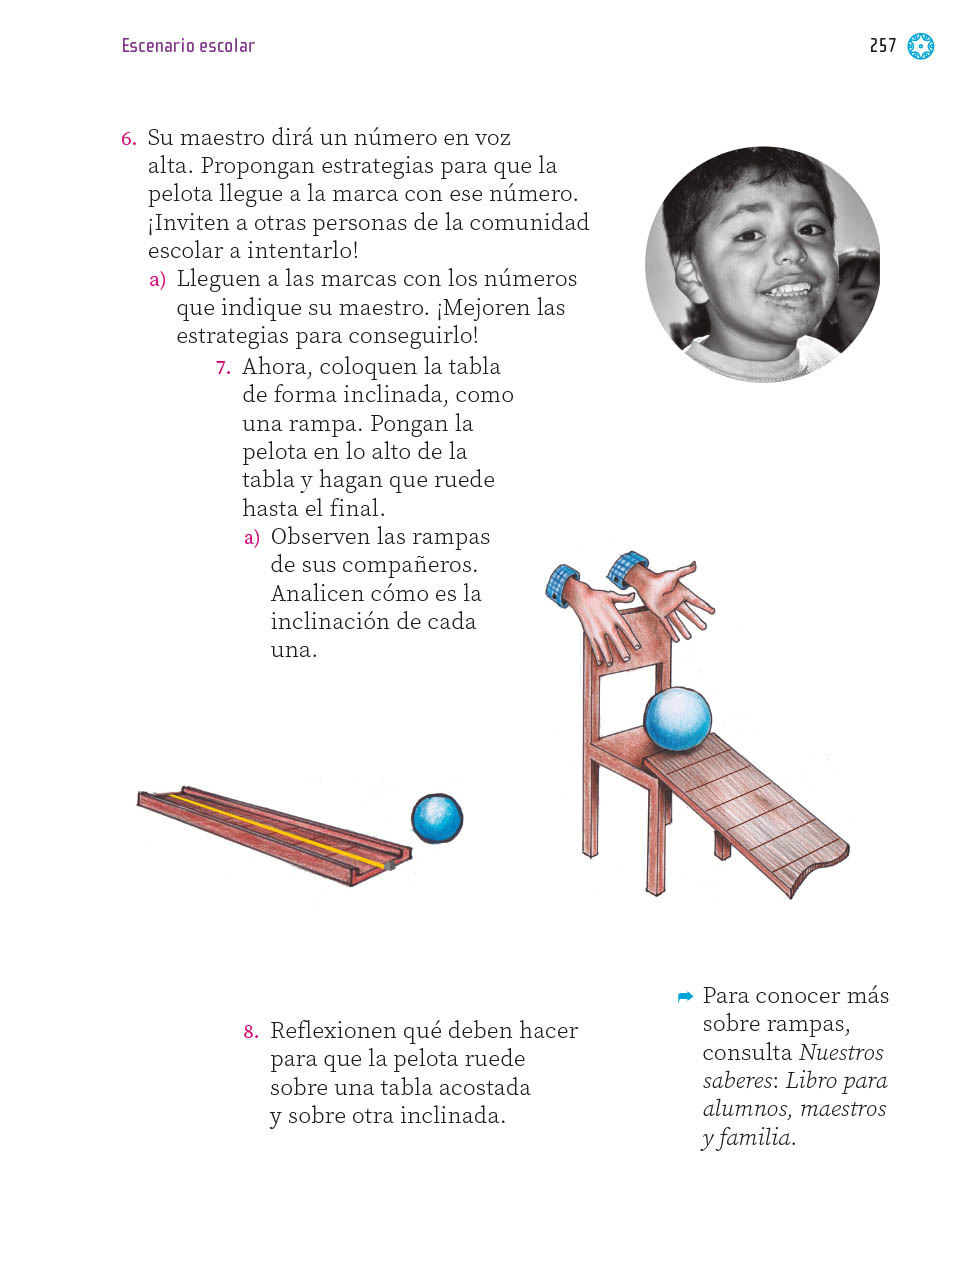 Escenario escolar
257
6. Su maestro dirá un número en voz
alta. Propongan estrategias para que la
pelota llegue a la marca con ese número.
¡Inviten a otras personas de la comunidad
escolar a intentarlo!
a) Lleguen a las marcas con los números
que indique su maestro. ¡Mejoren las
estrategias para conseguirlo!
7. Ahora, coloquen la tabla
de forma inclinada, como
una rampa. Pongan la
pelota en lo alto de la
tabla y hagan que ruede
hasta el final.
a) Observen las rampas
de sus compañeros.
Analicen cómo es la
inclinación de cada
una.
8. Reflexionen qué deben hacer
para que la pelota ruede
sobre una tabla acostada
y sobre otra inclinada.
Para conocer más
sobre rampas,
consulta Nuestros
saberes: Libro para
alumnos, maestros
y familia.